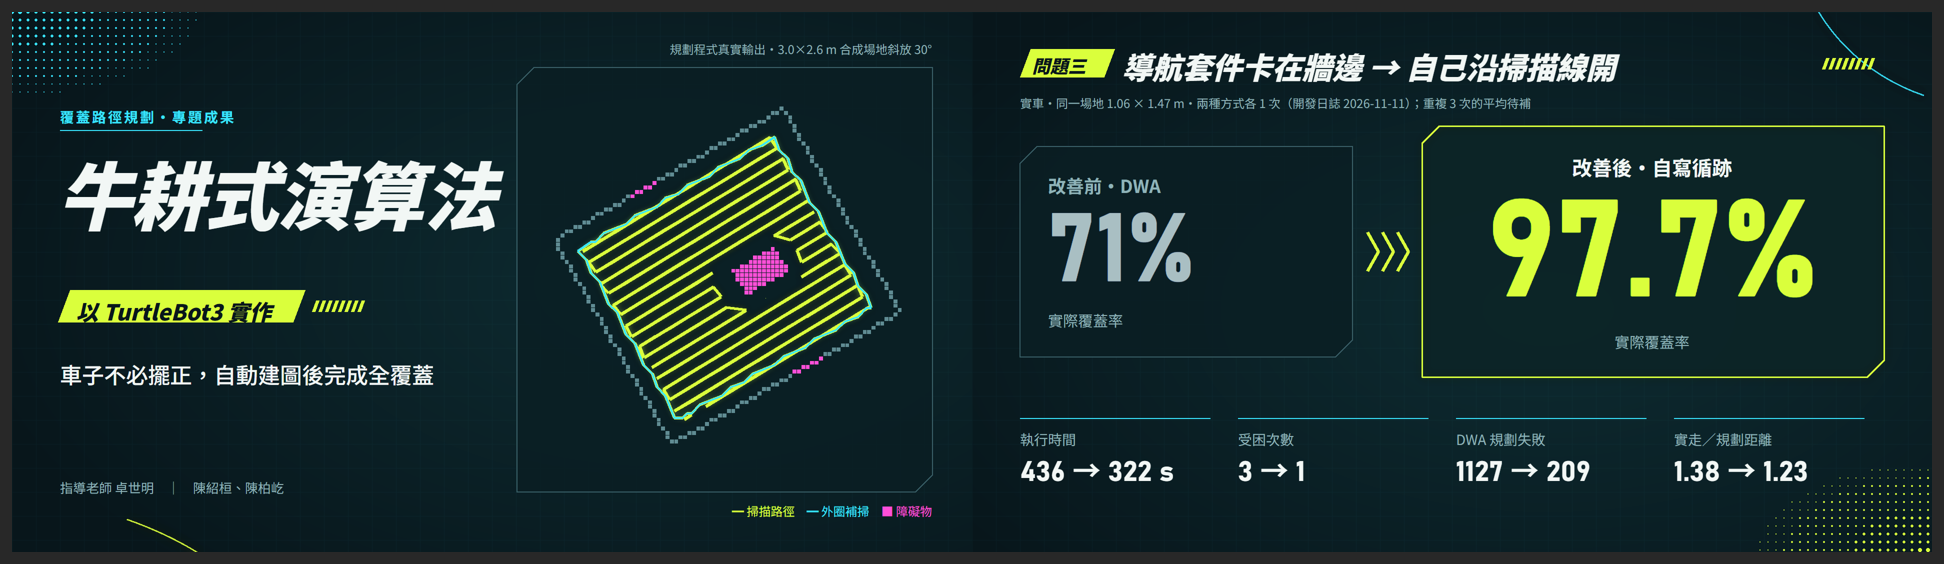 規劃程式真實輸出・3.0×2.6 m 合成場地斜放 30°
覆蓋路徑規劃・專題成果
牛耕式演算法
以 TurtleBot3 實作
車子不必擺正，自動建圖後完成全覆蓋
指導老師 卓世明 ｜ 陳紹桓、陳柏屹
掃描路徑 外圈補掃 障礙物
問題三 導航套件卡在牆邊 → 自己沿掃描線開
實車・同一場地 1.06 × 1.47 m・兩種方式各 1 次（開發日誌 2026-11-11）；重複 3 次的平均待補
改善前・DWA
71%
實際覆蓋率
改善後・自寫循跡
97.7%
實際覆蓋率
執行時間
436 → 322 s
受困次數
3 → 1
DWA 規劃失敗
1127 → 209
實走／規劃距離
1.38 → 1.23